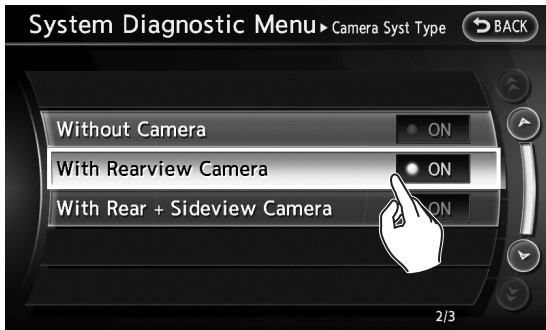 System Diagnostic Menu▶Camera Syst Type BACK
Without Camera ON
With Rearview Camera ON
With Rear + Sideview Camera ON
2/3